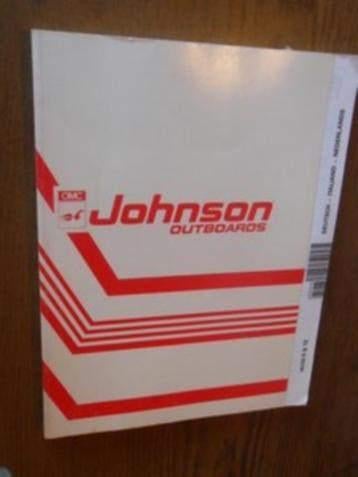 OMC
Johnson
OUTBOARDS
DEUTSCH - ITALIANO - NEDERLANDS